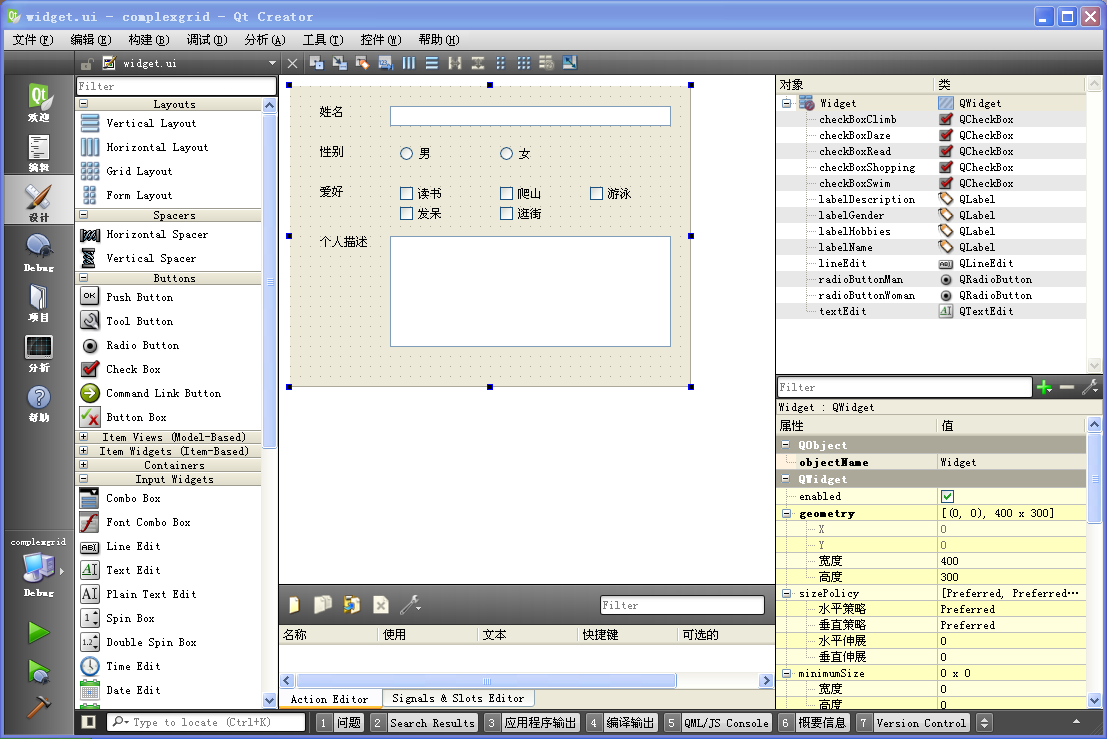 widget.ui - complexgrid - Qt Creator
文件(F) 编辑(E) 构建(B) 调试(D) 分析(A) 工具(T) 控件(W) 帮助(H)
widget.ui
Qt
欢迎
编辑
设计
Debug
项目
分析
帮助
complexgrid
Debug
Filter
Layouts
Vertical Layout
Horizontal Layout
Grid Layout
Form Layout
Spacers
Horizontal Spacer
Vertical Spacer
Buttons
OK Push Button
Tool Button
Radio Button
Check Box
Command Link Button
Button Box
Item Views (Model-Based)
Item Widgets (Item-Based)
Containers
Input Widgets
Combo Box
Font Combo Box
ABI Line Edit
AI Text Edit
AI Plain Text Edit
1 Spin Box
1.2 Double Spin Box
Time Edit
Date Edit
姓名
性别 男 女
爱好 读书 爬山 游泳
发呆 逛街
个人描述
Filter
名称 使用 文本 快捷键 可选的
Action Editor Signals & Slots Editor
对象 类
Widget QWidget
checkBoxClimb QCheckBox
checkBoxDaze QCheckBox
checkBoxRead QCheckBox
checkBoxShopping QCheckBox
checkBoxSwim QCheckBox
labelDescription QLabel
labelGender QLabel
labelHobbies QLabel
labelName QLabel
lineEdit ABI QLineEdit
radioButtonMan QRadioButton
radioButtonWoman QRadioButton
textEdit AI QTextEdit
Filter
Widget : QWidget
属性 值
QObject
objectName Widget
QWidget
enabled
geometry [(0, 0), 400 x 300]
X 0
Y 0
宽度 400
高度 300
sizePolicy [Preferred, Preferred…
水平策略 Preferred
垂直策略 Preferred
水平伸展 0
垂直伸展 0
minimumSize 0 x 0
宽度 0
高度 0
Type to locate (Ctrl+K) 1 问题 2 Search Results 3 应用程序输出 4 编译输出 5 QML/JS Console 6 概要信息 7 Version Control